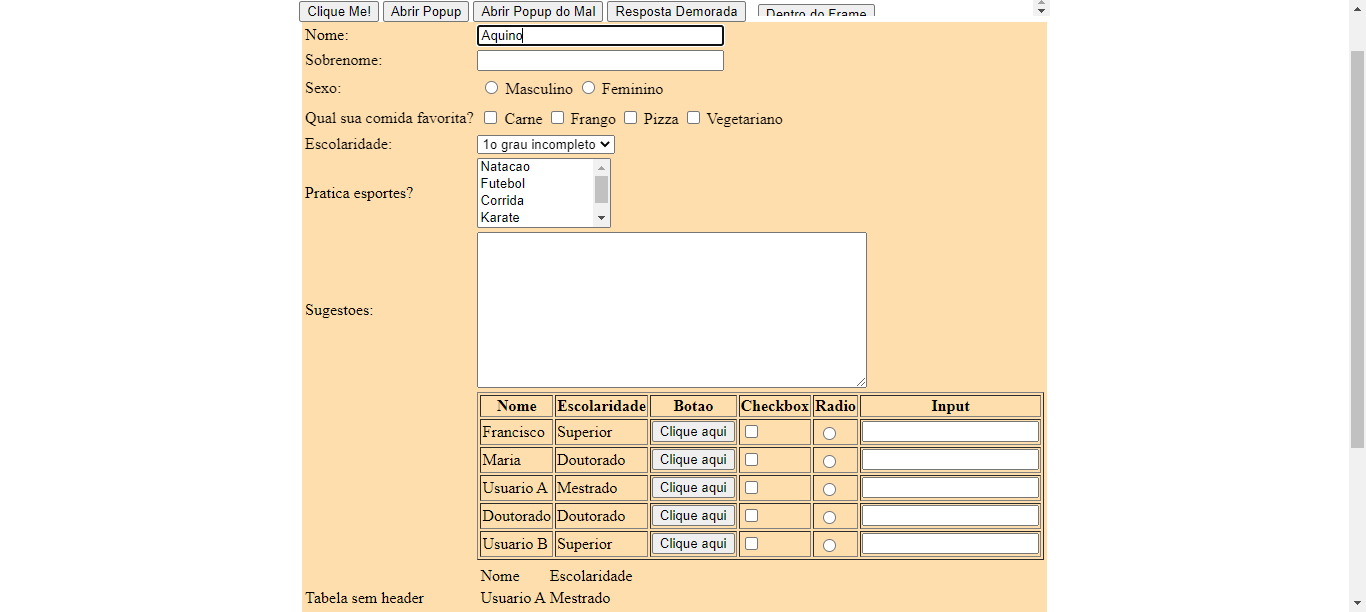 Clique Me! Abrir Popup Abrir Popup do Mal Resposta Demorada Dentro do Frame
Nome: Aquino
Sobrenome:
Sexo: Masculino Feminino
Qual sua comida favorita? Carne Frango Pizza Vegetariano
Escolaridade: 1o grau incompleto
Pratica esportes?
Natacao
Futebol
Corrida
Karate
Sugestoes:
Nome Escolaridade Botao Checkbox Radio Input
Francisco Superior Clique aqui
Maria Doutorado Clique aqui
Usuario A Mestrado Clique aqui
Doutorado Doutorado Clique aqui
Usuario B Superior Clique aqui
Nome Escolaridade
Tabela sem header Usuario A Mestrado